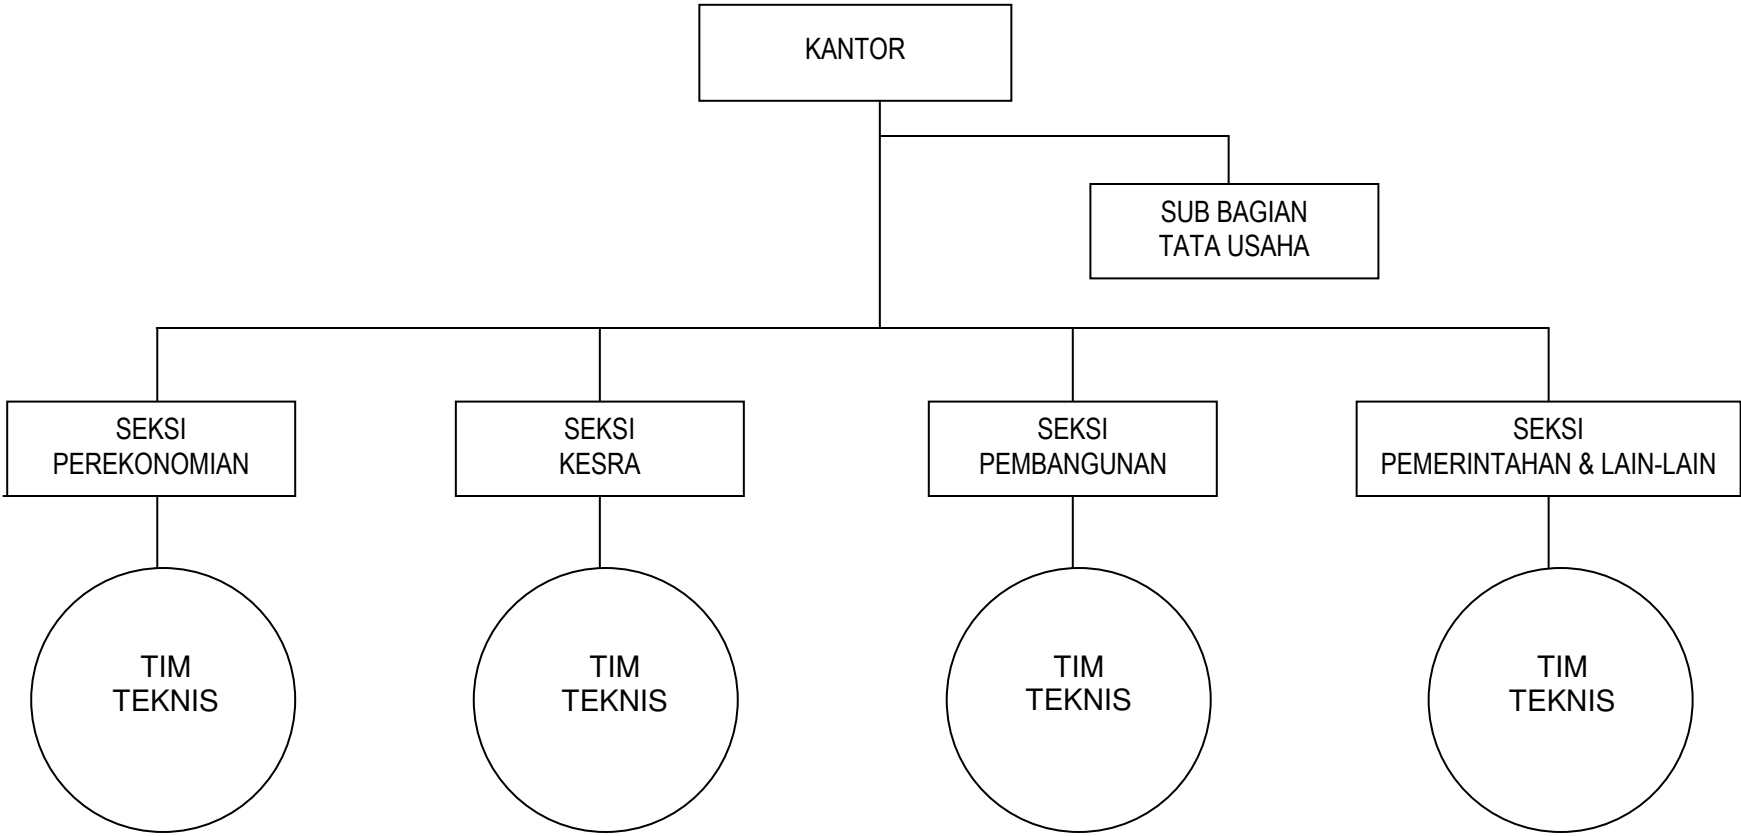 KANTOR
SUB BAGIAN
TATA USAHA
SEKSI
PEREKONOMIAN
SEKSI
KESRA
SEKSI
PEMBANGUNAN
SEKSI
PEMERINTAHAN & LAIN-LAIN
TIM
TEKNIS
TIM
TEKNIS
TIM
TEKNIS
TIM
TEKNIS